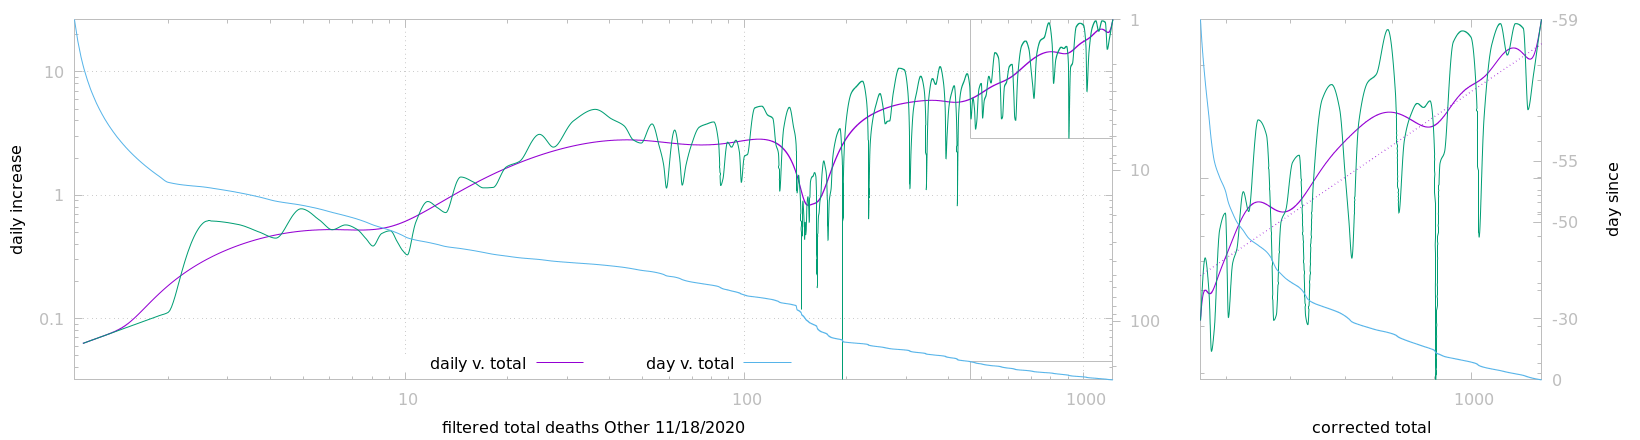 daily increase
10
1
0.1
10
100
1000
1
10
100
daily v. total
day v. total
filtered total deaths Other 11/18/2020
-59
-55
-50
-30
0
day since
1000
corrected total